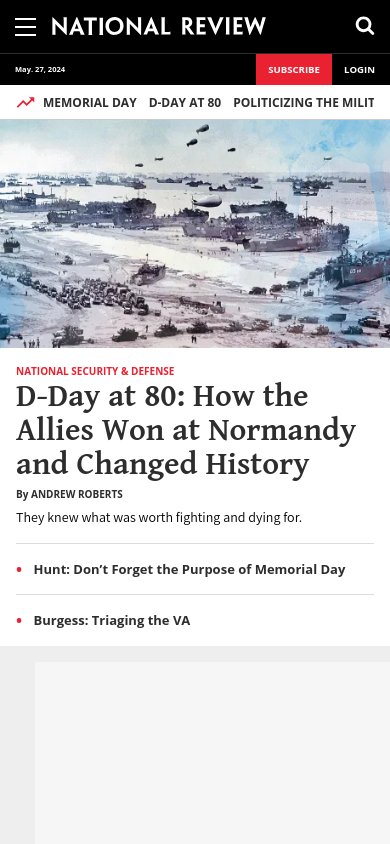 NATIONAL REVIEW
May. 27, 2024
SUBSCRIBE
LOGIN
MEMORIAL DAY D-DAY AT 80 POLITICIZING THE MILIT
NATIONAL SECURITY & DEFENSE
D-Day at 80: How the
Allies Won at Normandy
and Changed History
By ANDREW ROBERTS
They knew what was worth fighting and dying for.
• Hunt: Don’t Forget the Purpose of Memorial Day
• Burgess: Triaging the VA